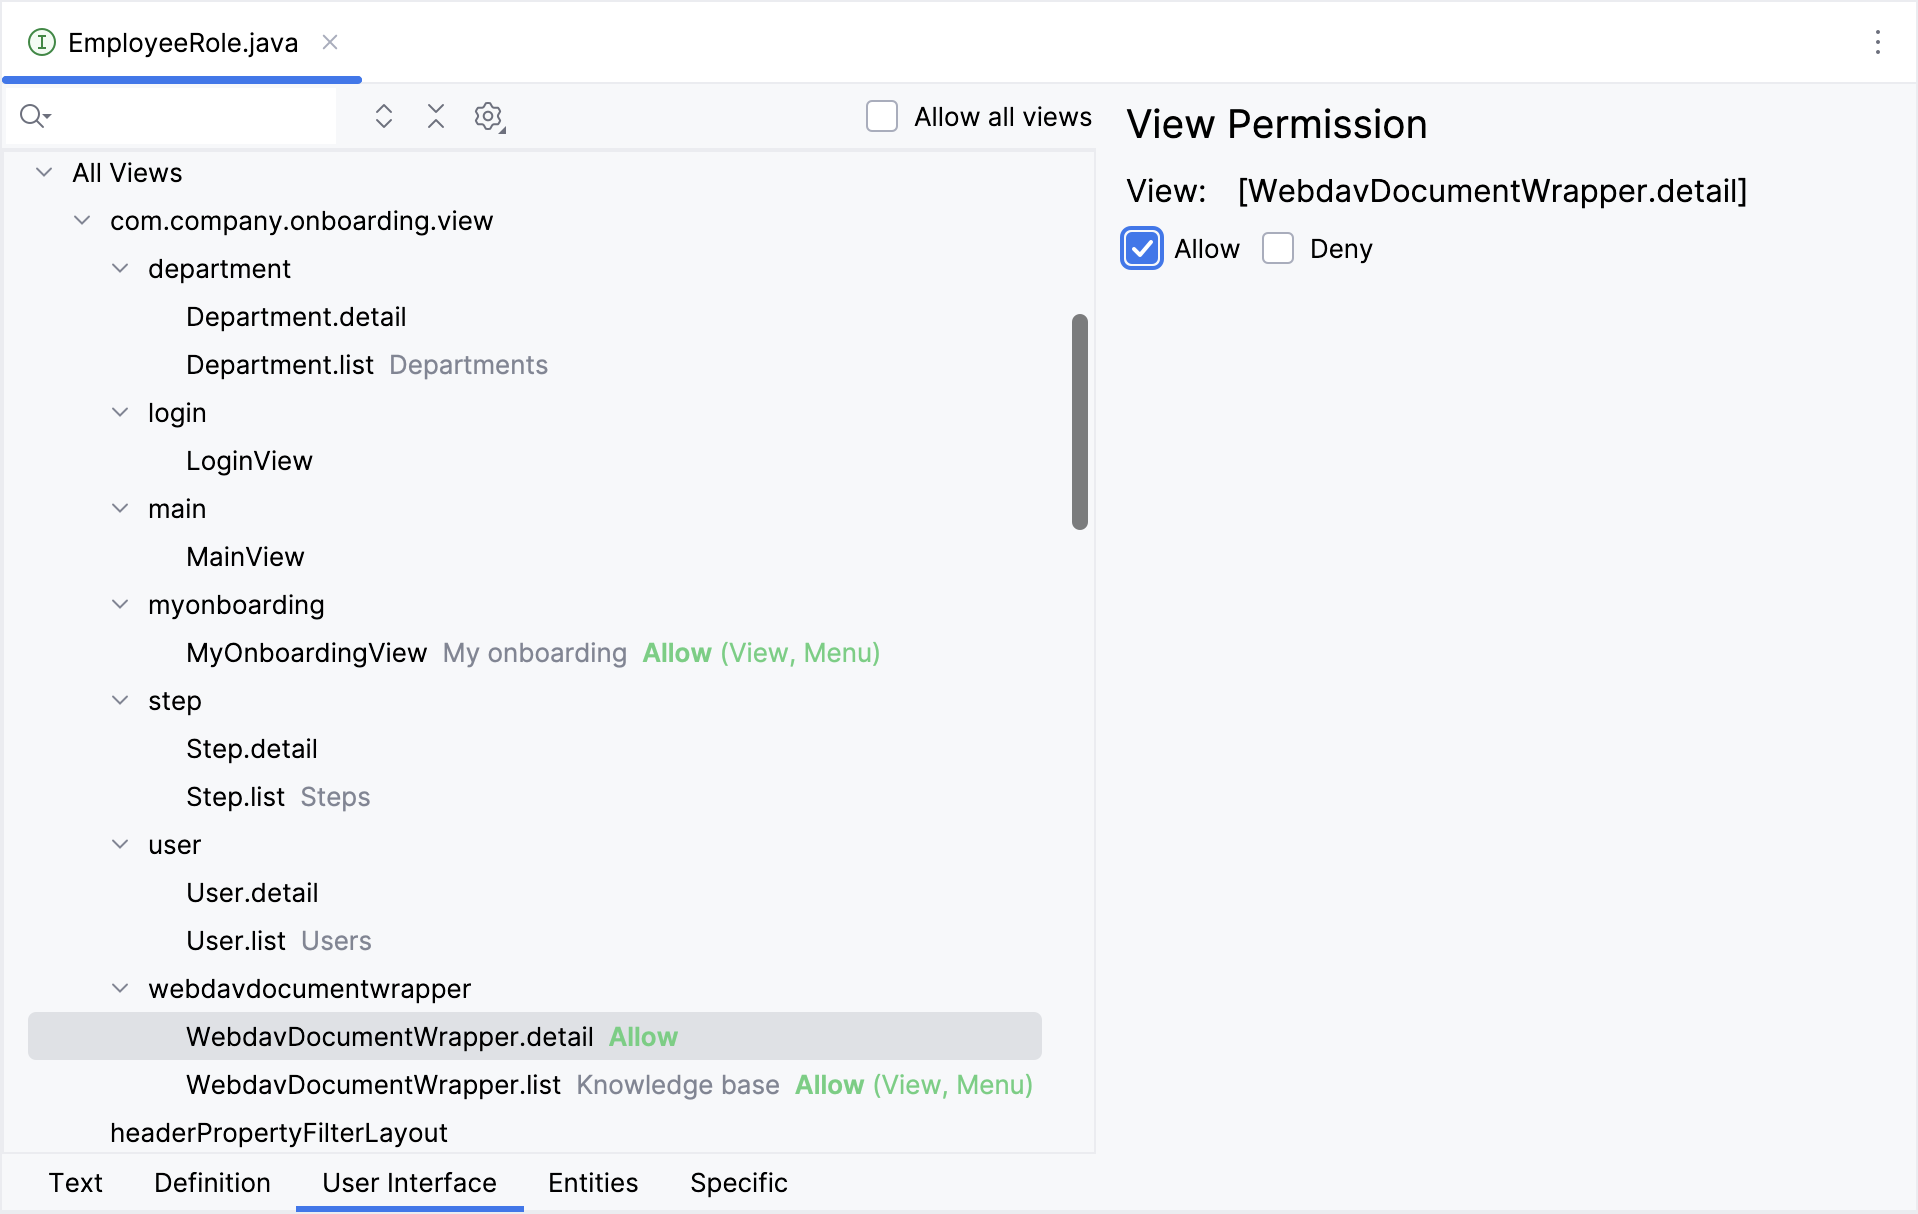 EmployeeRole.java
Allow all views
All Views
com.company.onboarding.view
department
Department.detail
Department.list Departments
login
LoginView
main
MainView
myonboarding
MyOnboardingView My onboarding Allow (View, Menu)
step
Step.detail
Step.list Steps
user
User.detail
User.list Users
webdavdocumentwrapper
WebdavDocumentWrapper.detail Allow
WebdavDocumentWrapper.list Knowledge base Allow (View, Menu)
headerPropertyFilterLayout
View Permission
View: [WebdavDocumentWrapper.detail]
Allow Deny
Text Definition User Interface Entities Specific